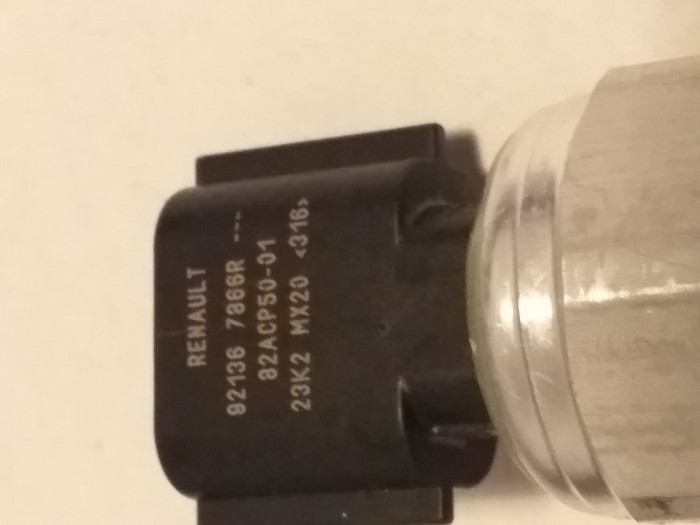 RENAULT
92136 7866R ---
82ACP50-01
23K2 MX20 <316>